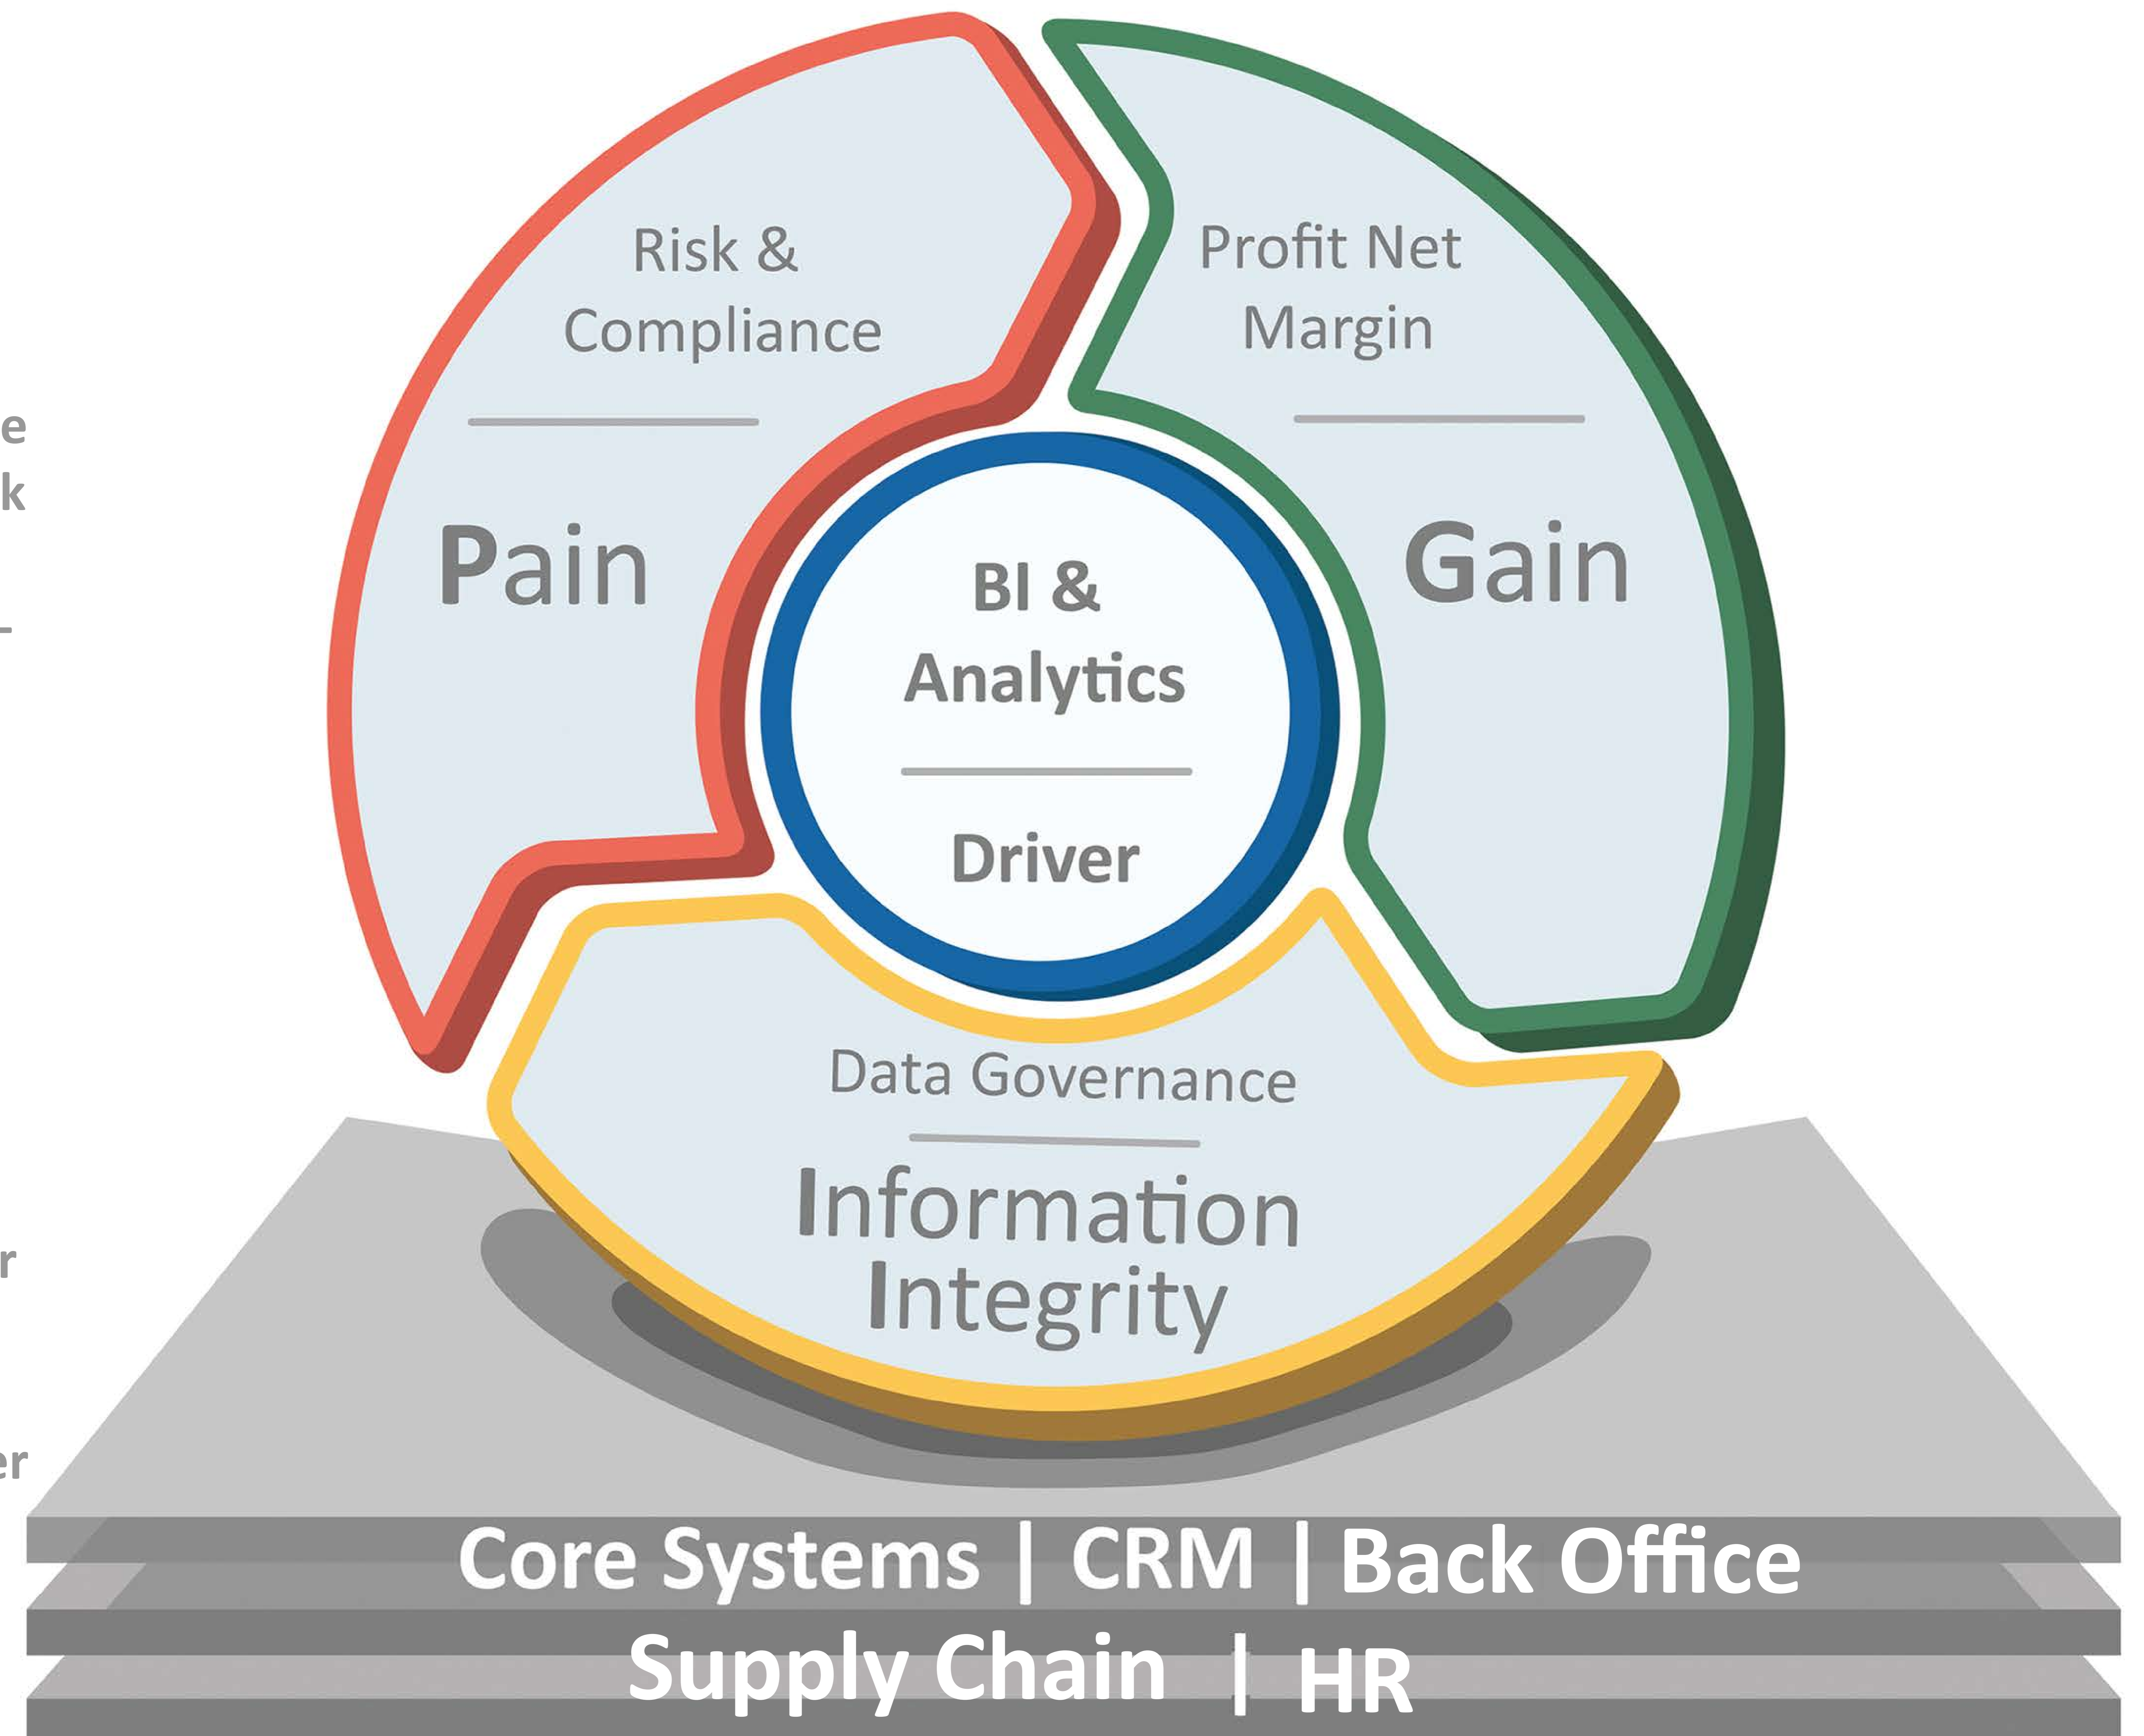 Risk &
Compliance
Pain
Profit Net
Margin
Gain
BI &
Analytics
Driver
Data Governance
Information
Integrity
Core Systems | CRM | Back Office
Supply Chain | HR